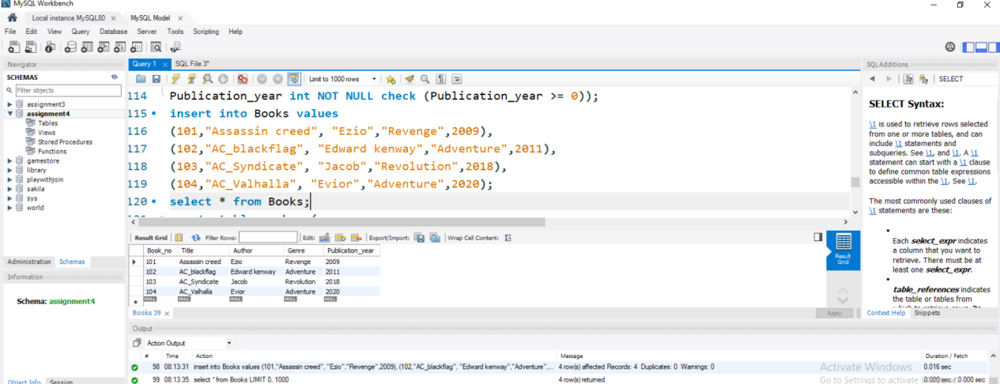 MySQL Workbench
Local instance MySQL80 × MySQL Model ×
File Edit View Query Database Server Tools Scripting Help
Navigator
SCHEMAS
Filter objects
assignment3
assignment4
Tables
Views
Stored Procedures
Functions
gamestore
library
playwithjoin
sakila
sys
world
Administration Schemas
Information
Schema: assignment4
Object Info Session
Query 1 × SQL File 3*
Limit to 1000 rows
114 Publication_year int NOT NULL check (Publication_year >= 0));
115 insert into Books values
116 (101,"Assassin creed", "Ezio","Revenge",2009),
117 (102,"AC_blackflag", "Edward kenway","Adventure",2011),
118 (103,"AC_Syndicate", "Jacob","Revolution",2018),
119 (104,"AC_Valhalla", "Evior","Adventure",2020);
120 select * from Books;
Result Grid Filter Rows: Edit: Export/Import: Wrap Cell Content:
Book_no Title Author Genre Publication_year
101 Assassin creed Ezio Revenge 2009
102 AC_blackflag Edward kenway Adventure 2011
103 AC_Syndicate Jacob Revolution 2018
104 AC_Valhalla Evior Adventure 2020
NULL NULL NULL NULL NULL
Result
Grid
Books 39 ×
Apply
Output
Action Output
# Time Action Message Duration / Fetch
98 08:13:31 insert into Books values (101,"Assassin creed", "Ezio","Revenge",2009), (102,"AC_blackflag", "Edward kenway","Adventure",... 4 row(s) affected Records: 4 Duplicates: 0 Warnings: 0 0.016 sec
99 08:13:35 select * from Books LIMIT 0, 1000 4 row(s) returned 0.000 sec / 0.000 sec
SQLAdditions
SELECT
SELECT Syntax:
\1 is used to retrieve rows selected
from one or more tables, and can
include \1 statements and
subqueries. See \1, and \1. A \1
statement can start with a \1 clause
to define common table expressions
accessible within the \1. See \1.
The most commonly used clauses of
\1 statements are these:
Each select_expr indicates
a column that you want to
retrieve. There must be at
least one select_expr.
table_references indicates
the table or tables from
which to retrieve rows. Its
Context Help Snippets
Activate Windows
Go to Settings to activate